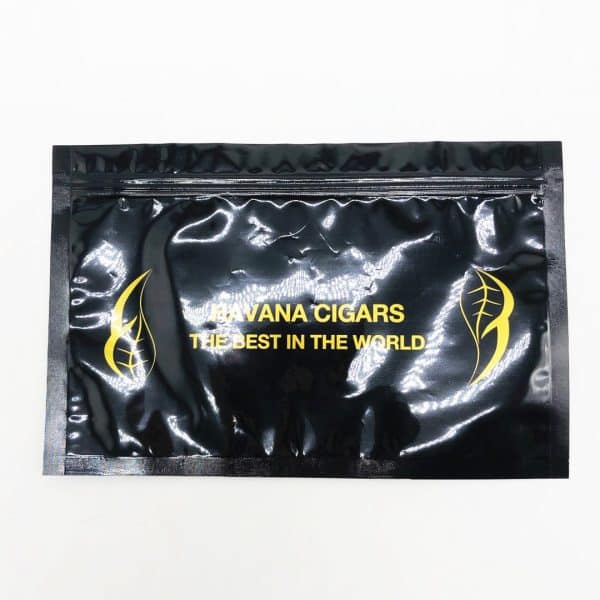 HAVANA CIGARS
THE BEST IN THE WORLD